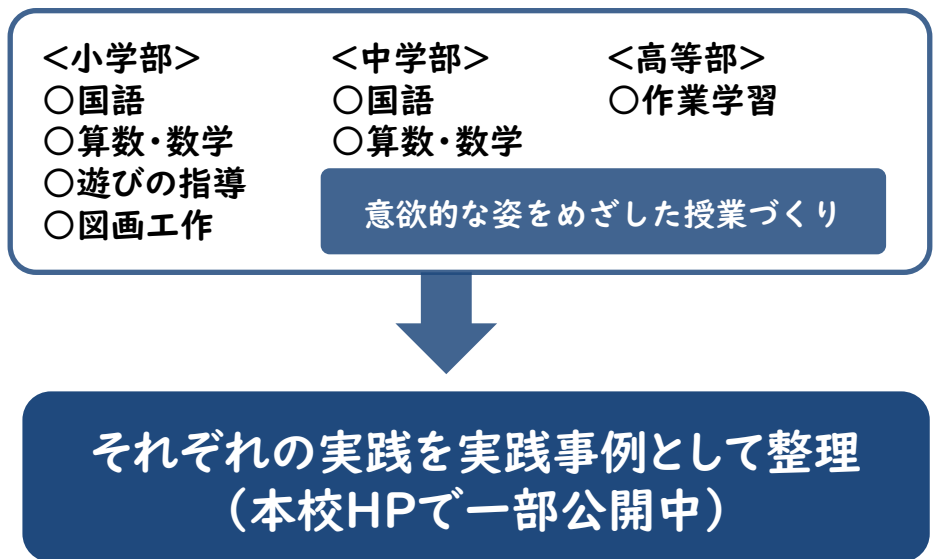 <小学部>
○国語
○算数・数学
○遊びの指導
○図画工作
<中学部>
○国語
○算数・数学
<高等部>
○作業学習
意欲的な姿をめざした授業づくり
それぞれの実践を実践事例として整理
(本校HPで一部公開中)